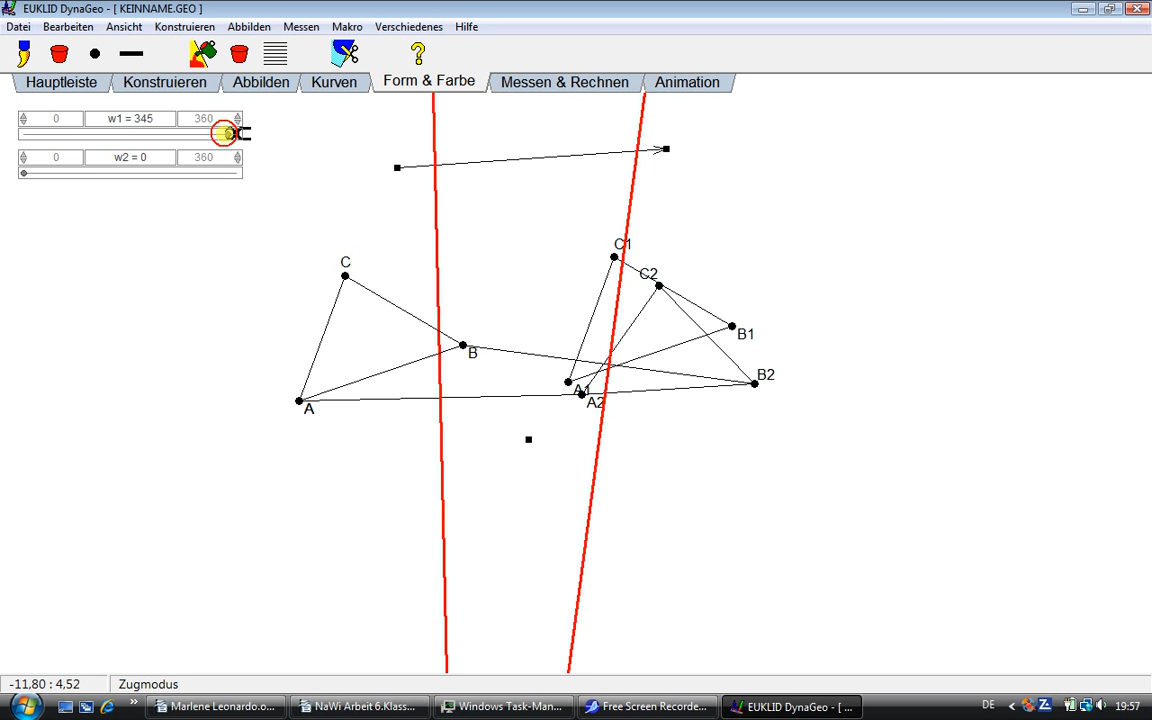 EUKLID DynaGeo - [ KEINNAME.GEO ]
Datei Bearbeiten Ansicht Konstruieren Abbilden Messen Makro Verschiedenes Hilfe
Hauptleiste Konstruieren Abbilden Kurven Form & Farbe Messen & Rechnen Animation
0 w1 = 345 360
0 w2 = 0 360
C1
C
C2
B1
B
B2
A1
A2
A
-11,80 : 4,52 Zugmodus
Marlene Leonardo.o... NaWi Arbeit 6.Klass... Windows Task-Man... Free Screen Recorde... EUKLID DynaGeo - [ ... DE 19:57